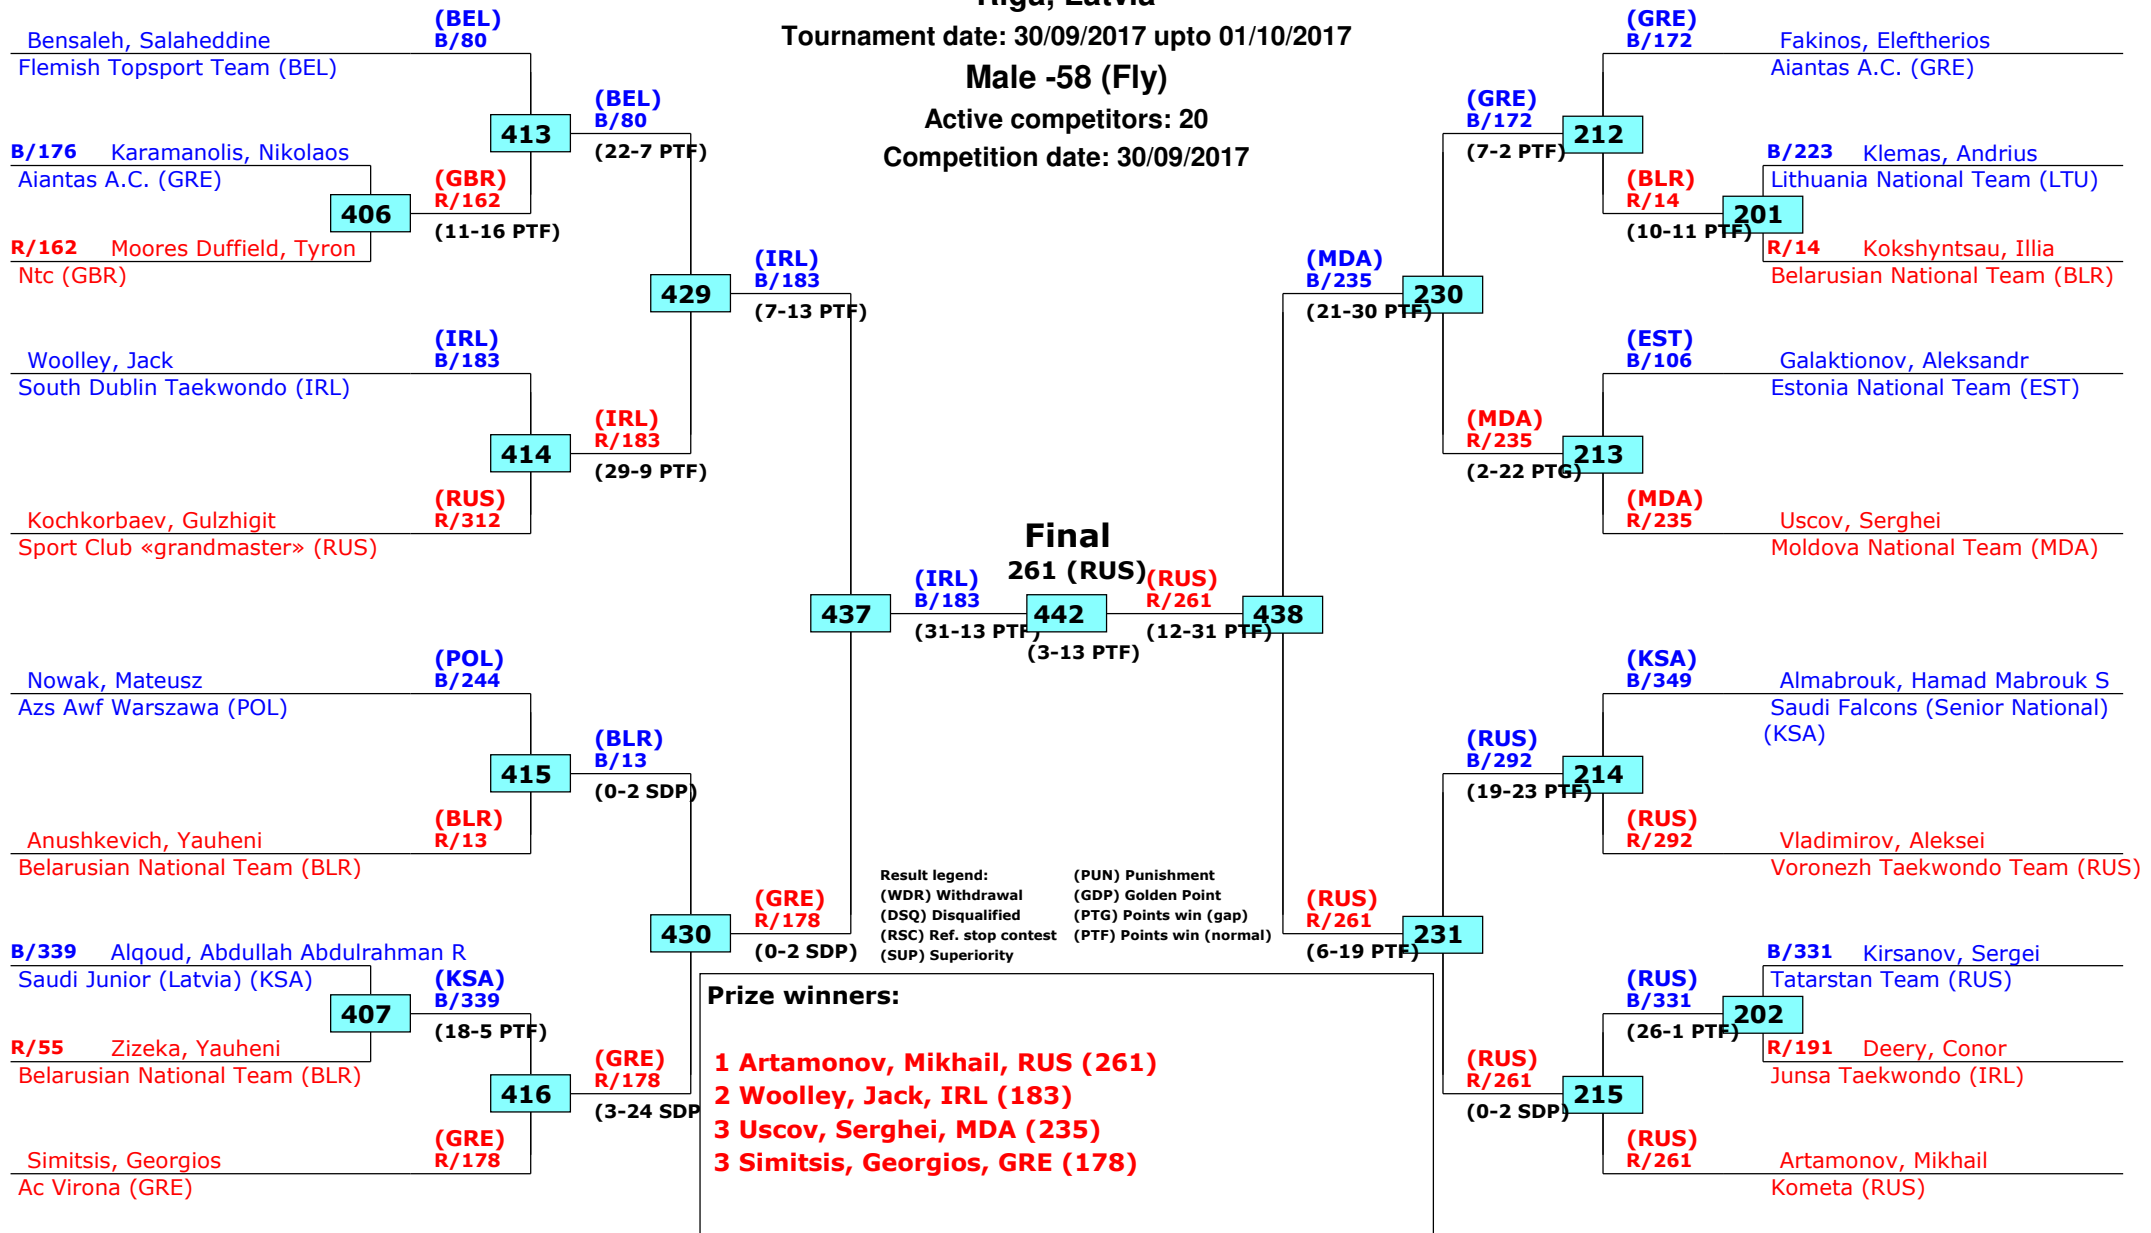 Riga, Latvia
Tournament date: 30/09/2017 upto 01/10/2017
Male -58 (Fly)
Active competitors: 20
Competition date: 30/09/2017
(BEL)
B/80
Bensaleh, Salaheddine
Flemish Topsport Team (BEL)
413
(BEL)
B/80
(22-7 PTF)
B/176 Karamanolis, Nikolaos
Aiantas A.C. (GRE)
406
(GBR)
R/162
(11-16 PTF)
R/162 Moores Duffield, Tyron
Ntc (GBR)
429
(IRL)
B/183
(7-13 PTF)
(IRL)
B/183
Woolley, Jack
South Dublin Taekwondo (IRL)
414
(IRL)
R/183
(29-9 PTF)
(RUS)
R/312
Kochkorbaev, Gulzhigit
Sport Club «grandmaster» (RUS)
437
(IRL)
B/183
(31-13 PTF)
Final
261 (RUS)
442
(3-13 PTF)
(RUS)
R/261
(12-31 PTF)
438
(POL)
B/244
Nowak, Mateusz
Azs Awf Warszawa (POL)
415
(BLR)
B/13
(0-2 SDP)
(BLR)
R/13
Anushkevich, Yauheni
Belarusian National Team (BLR)
430
(GRE)
R/178
(0-2 SDP)
B/339 Alqoud, Abdullah Abdulrahman R
Saudi Junior (Latvia) (KSA)
407
(KSA)
B/339
(18-5 PTF)
R/55 Zizeka, Yauheni
Belarusian National Team (BLR)
416
(GRE)
R/178
(3-24 SDP
(GRE)
R/178
Simitsis, Georgios
Ac Virona (GRE)
(GRE)
B/172
Fakinos, Eleftherios
Aiantas A.C. (GRE)
(GRE)
B/172
212
(7-2 PTF)
B/223 Klemas, Andrius
Lithuania National Team (LTU)
(BLR)
R/14
201
(10-11 PTF)
R/14 Kokshyntsau, Illia
Belarusian National Team (BLR)
(MDA)
B/235
230
(21-30 PTF)
(EST)
B/106
Galaktionov, Aleksandr
Estonia National Team (EST)
(MDA)
R/235
213
(2-22 PTG)
(MDA)
R/235
Uscov, Serghei
Moldova National Team (MDA)
(KSA)
B/349
Almabrouk, Hamad Mabrouk S
Saudi Falcons (Senior National)
(KSA)
(RUS)
B/292
214
(19-23 PTF)
(RUS)
R/292
Vladimirov, Aleksei
Voronezh Taekwondo Team (RUS)
(RUS)
R/261
231
(6-19 PTF)
B/331 Kirsanov, Sergei
Tatarstan Team (RUS)
(RUS)
B/331
202
(26-1 PTF)
R/191 Deery, Conor
Junsa Taekwondo (IRL)
(RUS)
R/261
215
(0-2 SDP)
(RUS)
R/261
Artamonov, Mikhail
Kometa (RUS)
Result legend: (PUN) Punishment
(WDR) Withdrawal (GDP) Golden Point
(DSQ) Disqualified (PTG) Points win (gap)
(RSC) Ref. stop contest (PTF) Points win (normal)
(SUP) Superiority
Prize winners:
1 Artamonov, Mikhail, RUS (261)
2 Woolley, Jack, IRL (183)
3 Uscov, Serghei, MDA (235)
3 Simitsis, Georgios, GRE (178)